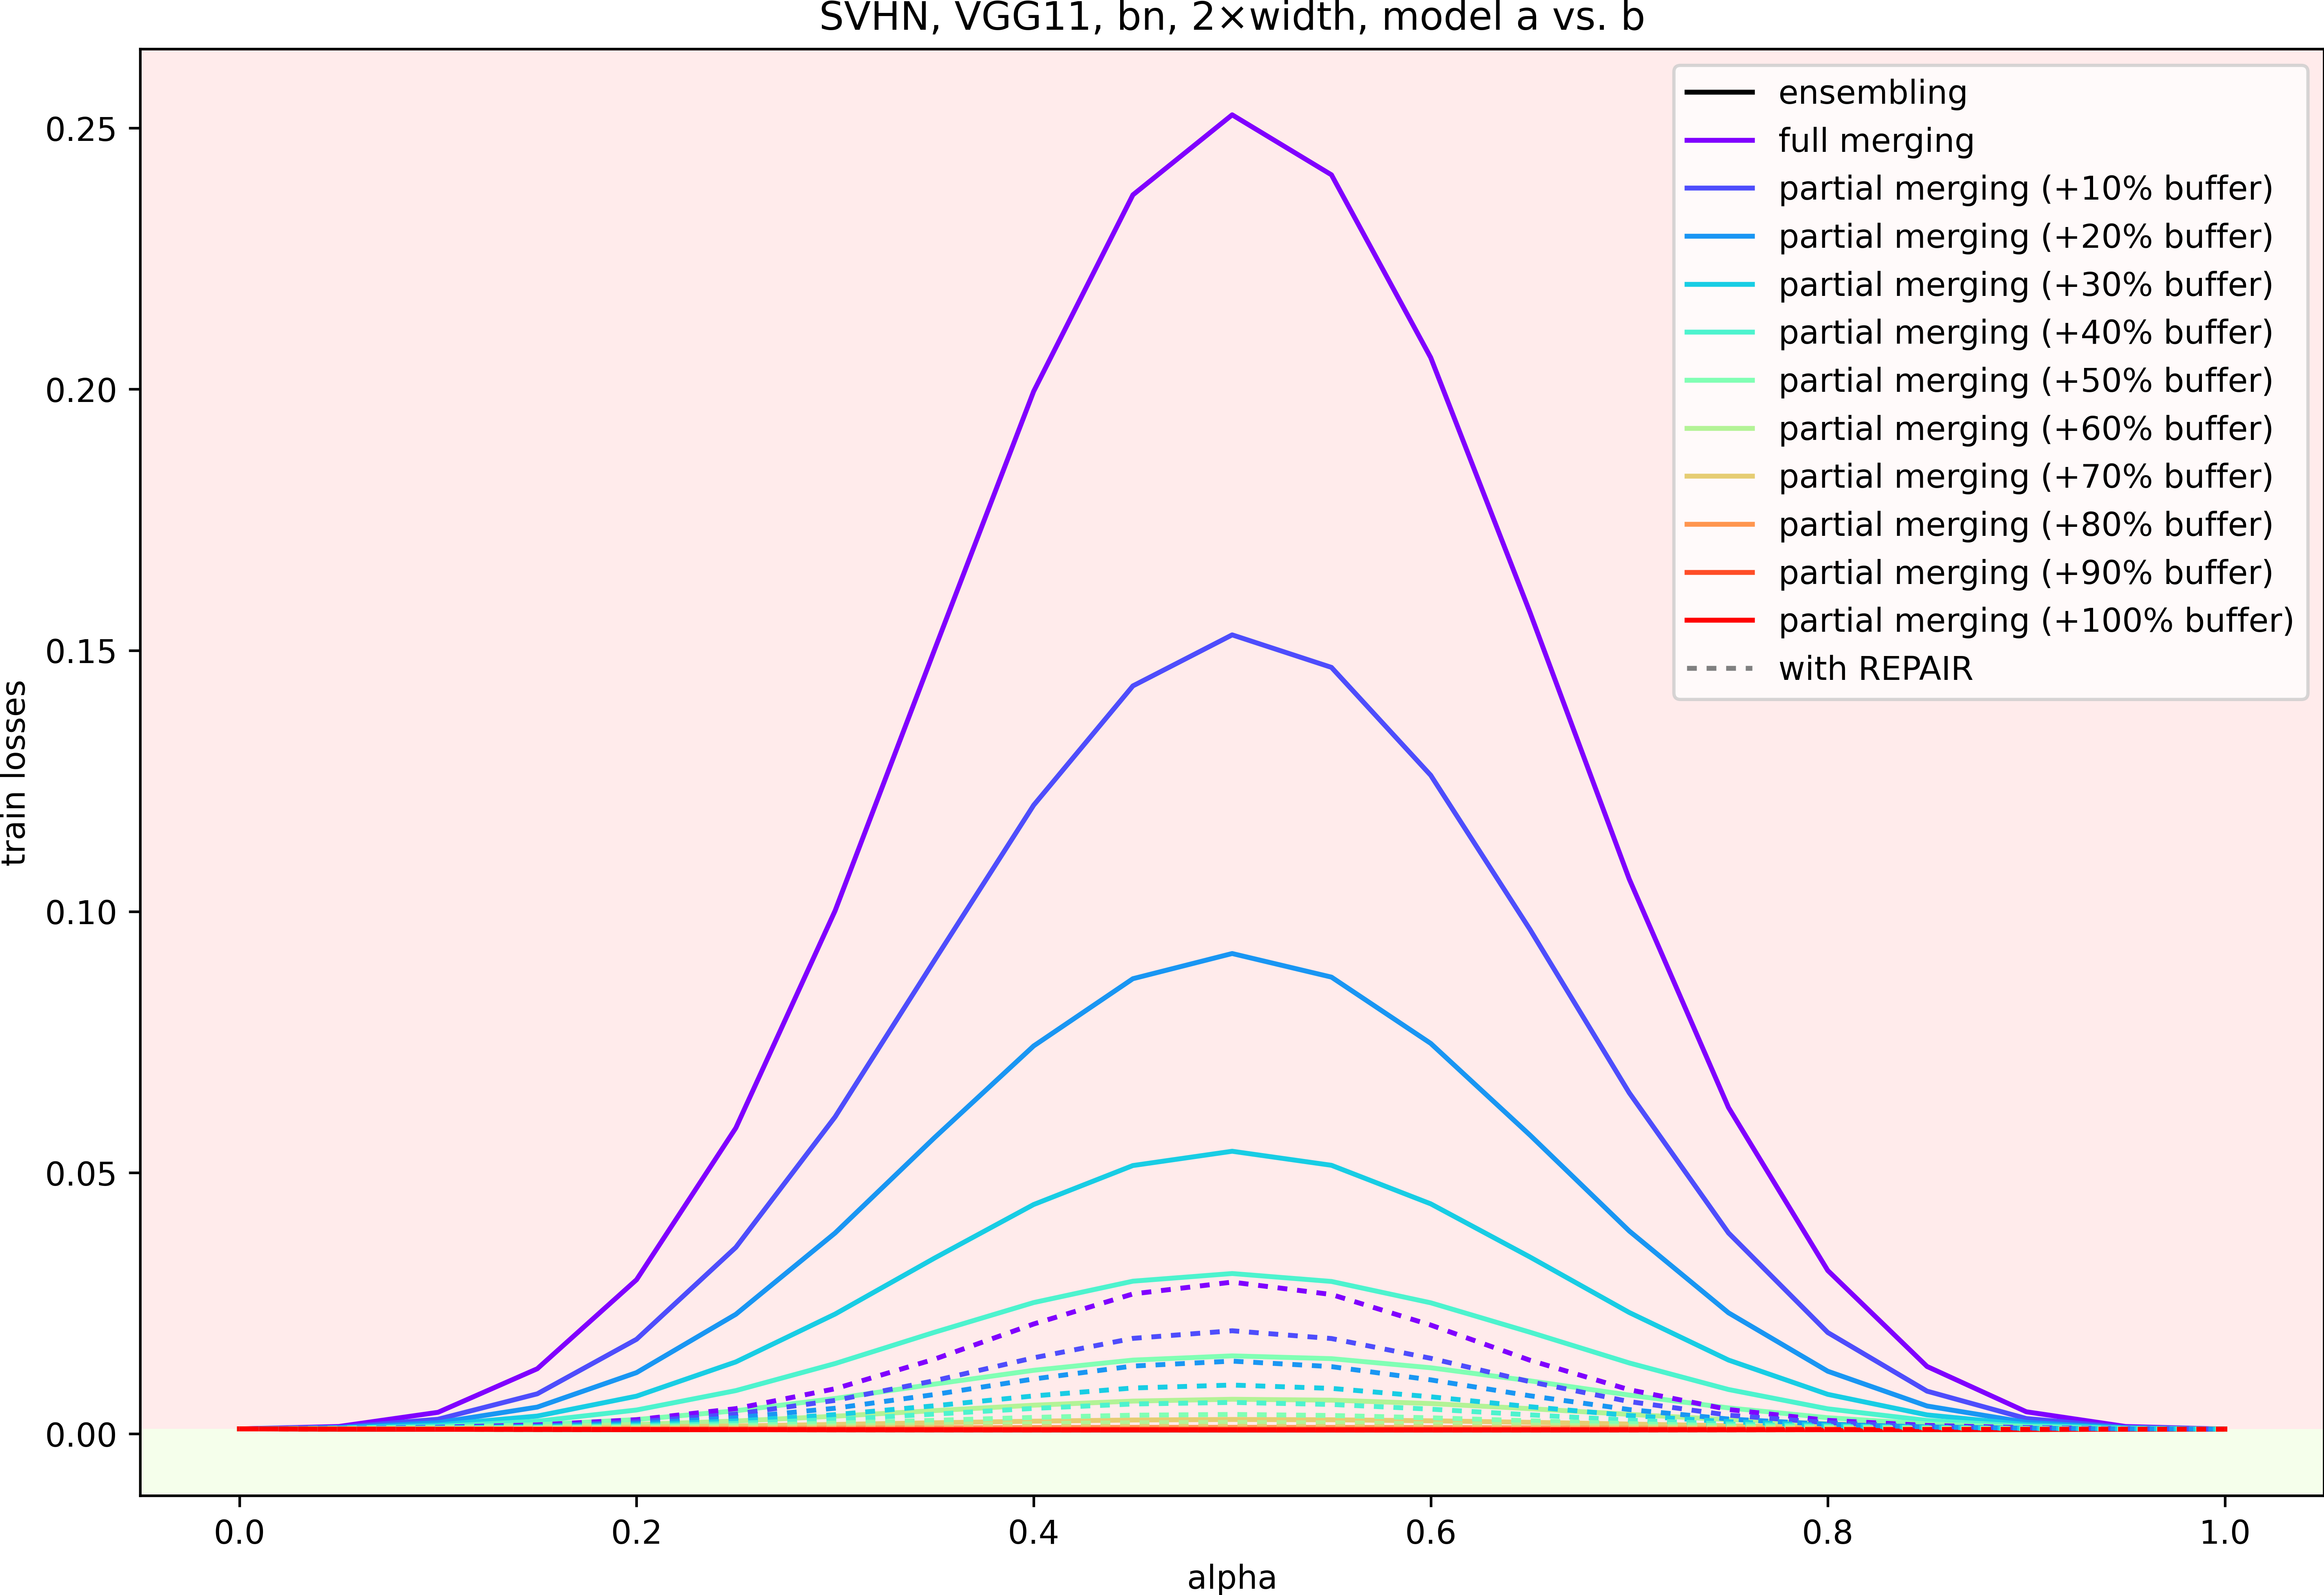 SVHN, VGG11, bn, 2×width, model a vs. b
ensembling
full merging
partial merging (+10% buffer)
partial merging (+20% buffer)
partial merging (+30% buffer)
partial merging (+40% buffer)
partial merging (+50% buffer)
partial merging (+60% buffer)
partial merging (+70% buffer)
partial merging (+80% buffer)
partial merging (+90% buffer)
partial merging (+100% buffer)
with REPAIR
train losses
0.25
0.20
0.15
0.10
0.05
0.00
0.0 0.2 0.4 0.6 0.8 1.0
alpha